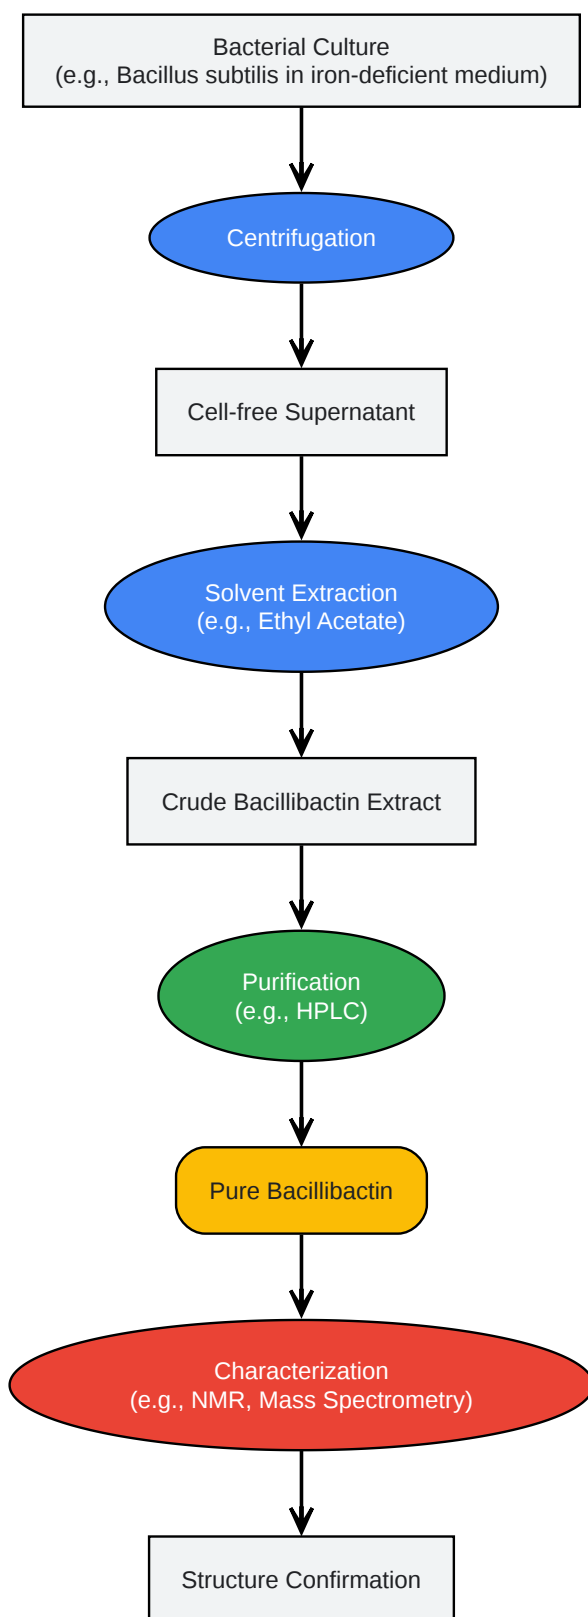 Bacterial Culture
(e.g., Bacillus subtilis in iron-deficient medium)
Centrifugation
Cell-free Supernatant
Solvent Extraction
(e.g., Ethyl Acetate)
Crude Bacillibactin Extract
Purification
(e.g., HPLC)
Pure Bacillibactin
Characterization
(e.g., NMR, Mass Spectrometry)
Structure Confirmation